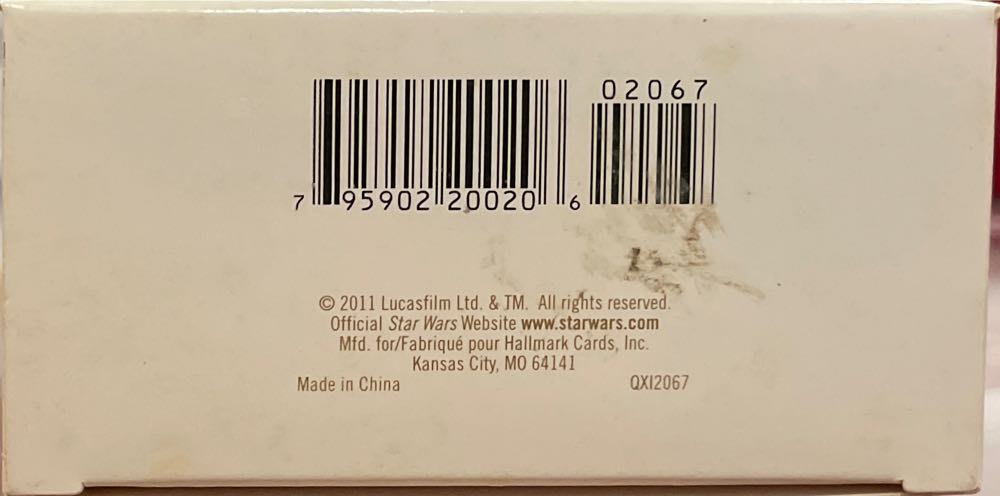 02067
7 95902 20020 6
© 2011 Lucasfilm Ltd. & TM. All rights reserved.
Official Star Wars Website www.starwars.com
Mfd. for/Fabriqué pour Hallmark Cards, Inc.
Kansas City, MO 64141
Made in China QXI2067